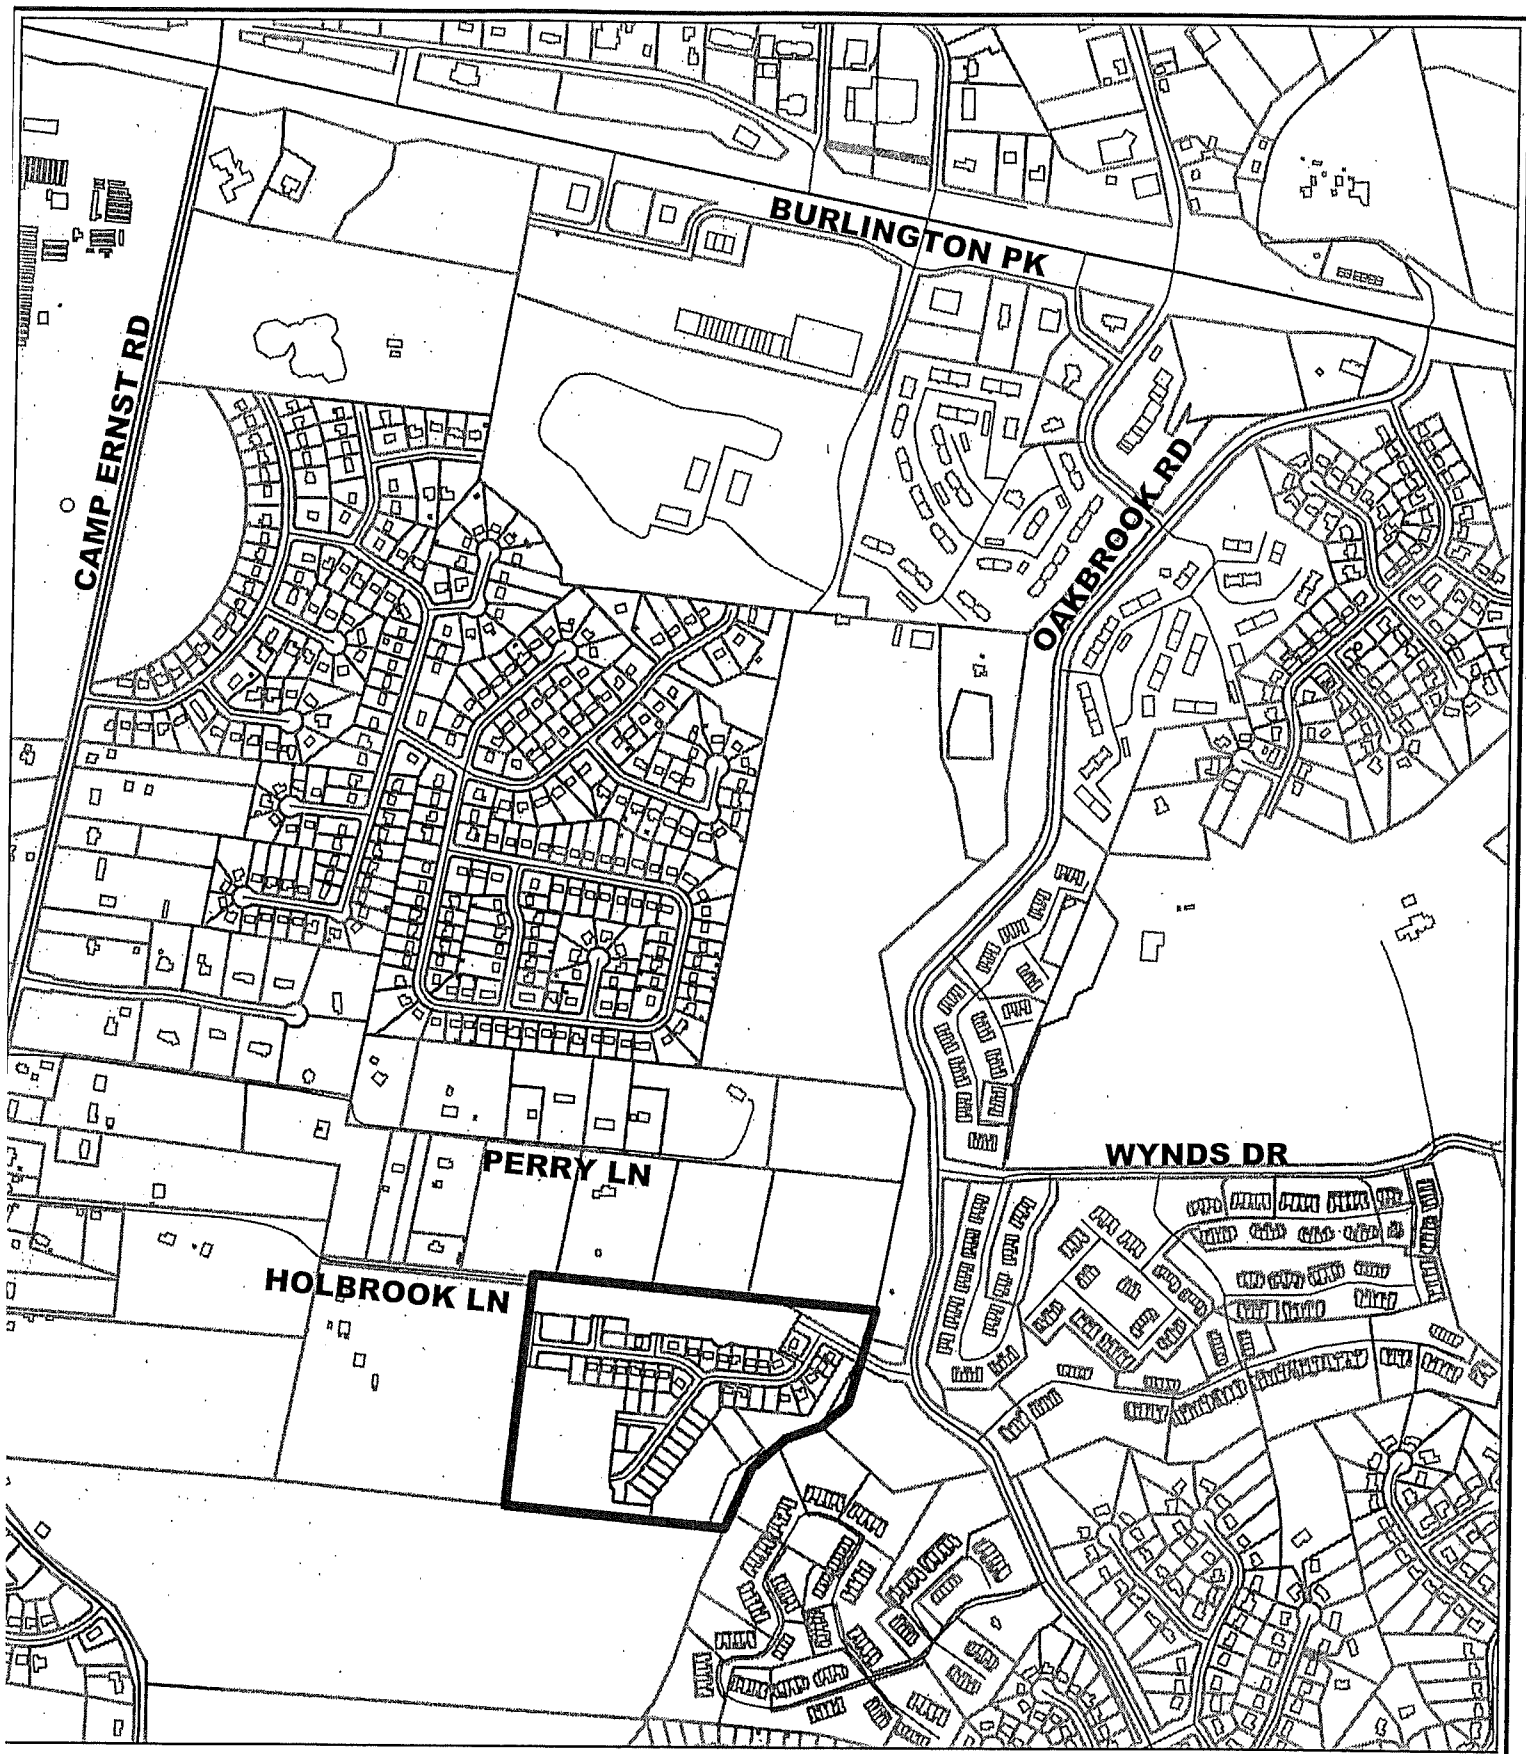 BURLINGTON PK
CAMP ERNST RD
OAKBROOK RD
WYNDS DR
PERRY LN
HOLBROOK LN